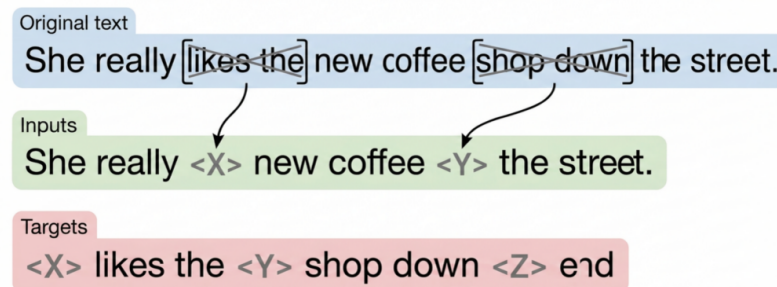 Original text
She really [likes the] new coffee [shop down] the street.
Inputs
She really <X> new coffee <Y> the street.
Targets
<X> likes the <Y> shop down <Z> end